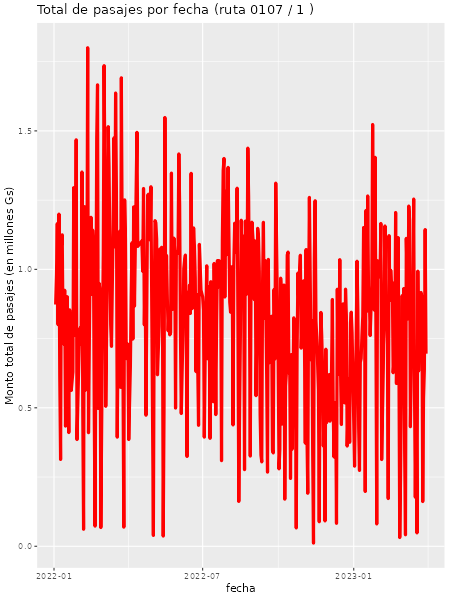 Total de pasajes por fecha (ruta 0107 / 1 )
Monto total de pasajes (en millones Gs)
1.5
1.0
0.5
0.0
2022-01
2022-07
2023-01
fecha